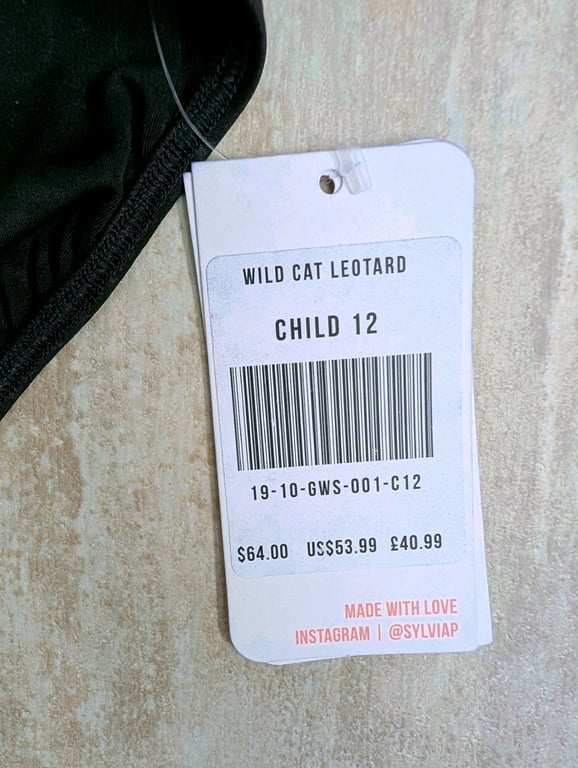 WILD CAT LEOTARD
CHILD 12
19-10-GWS-001-C12
$64.00 US$53.99 £40.99
MADE WITH LOVE
INSTAGRAM | @SYLVIAP